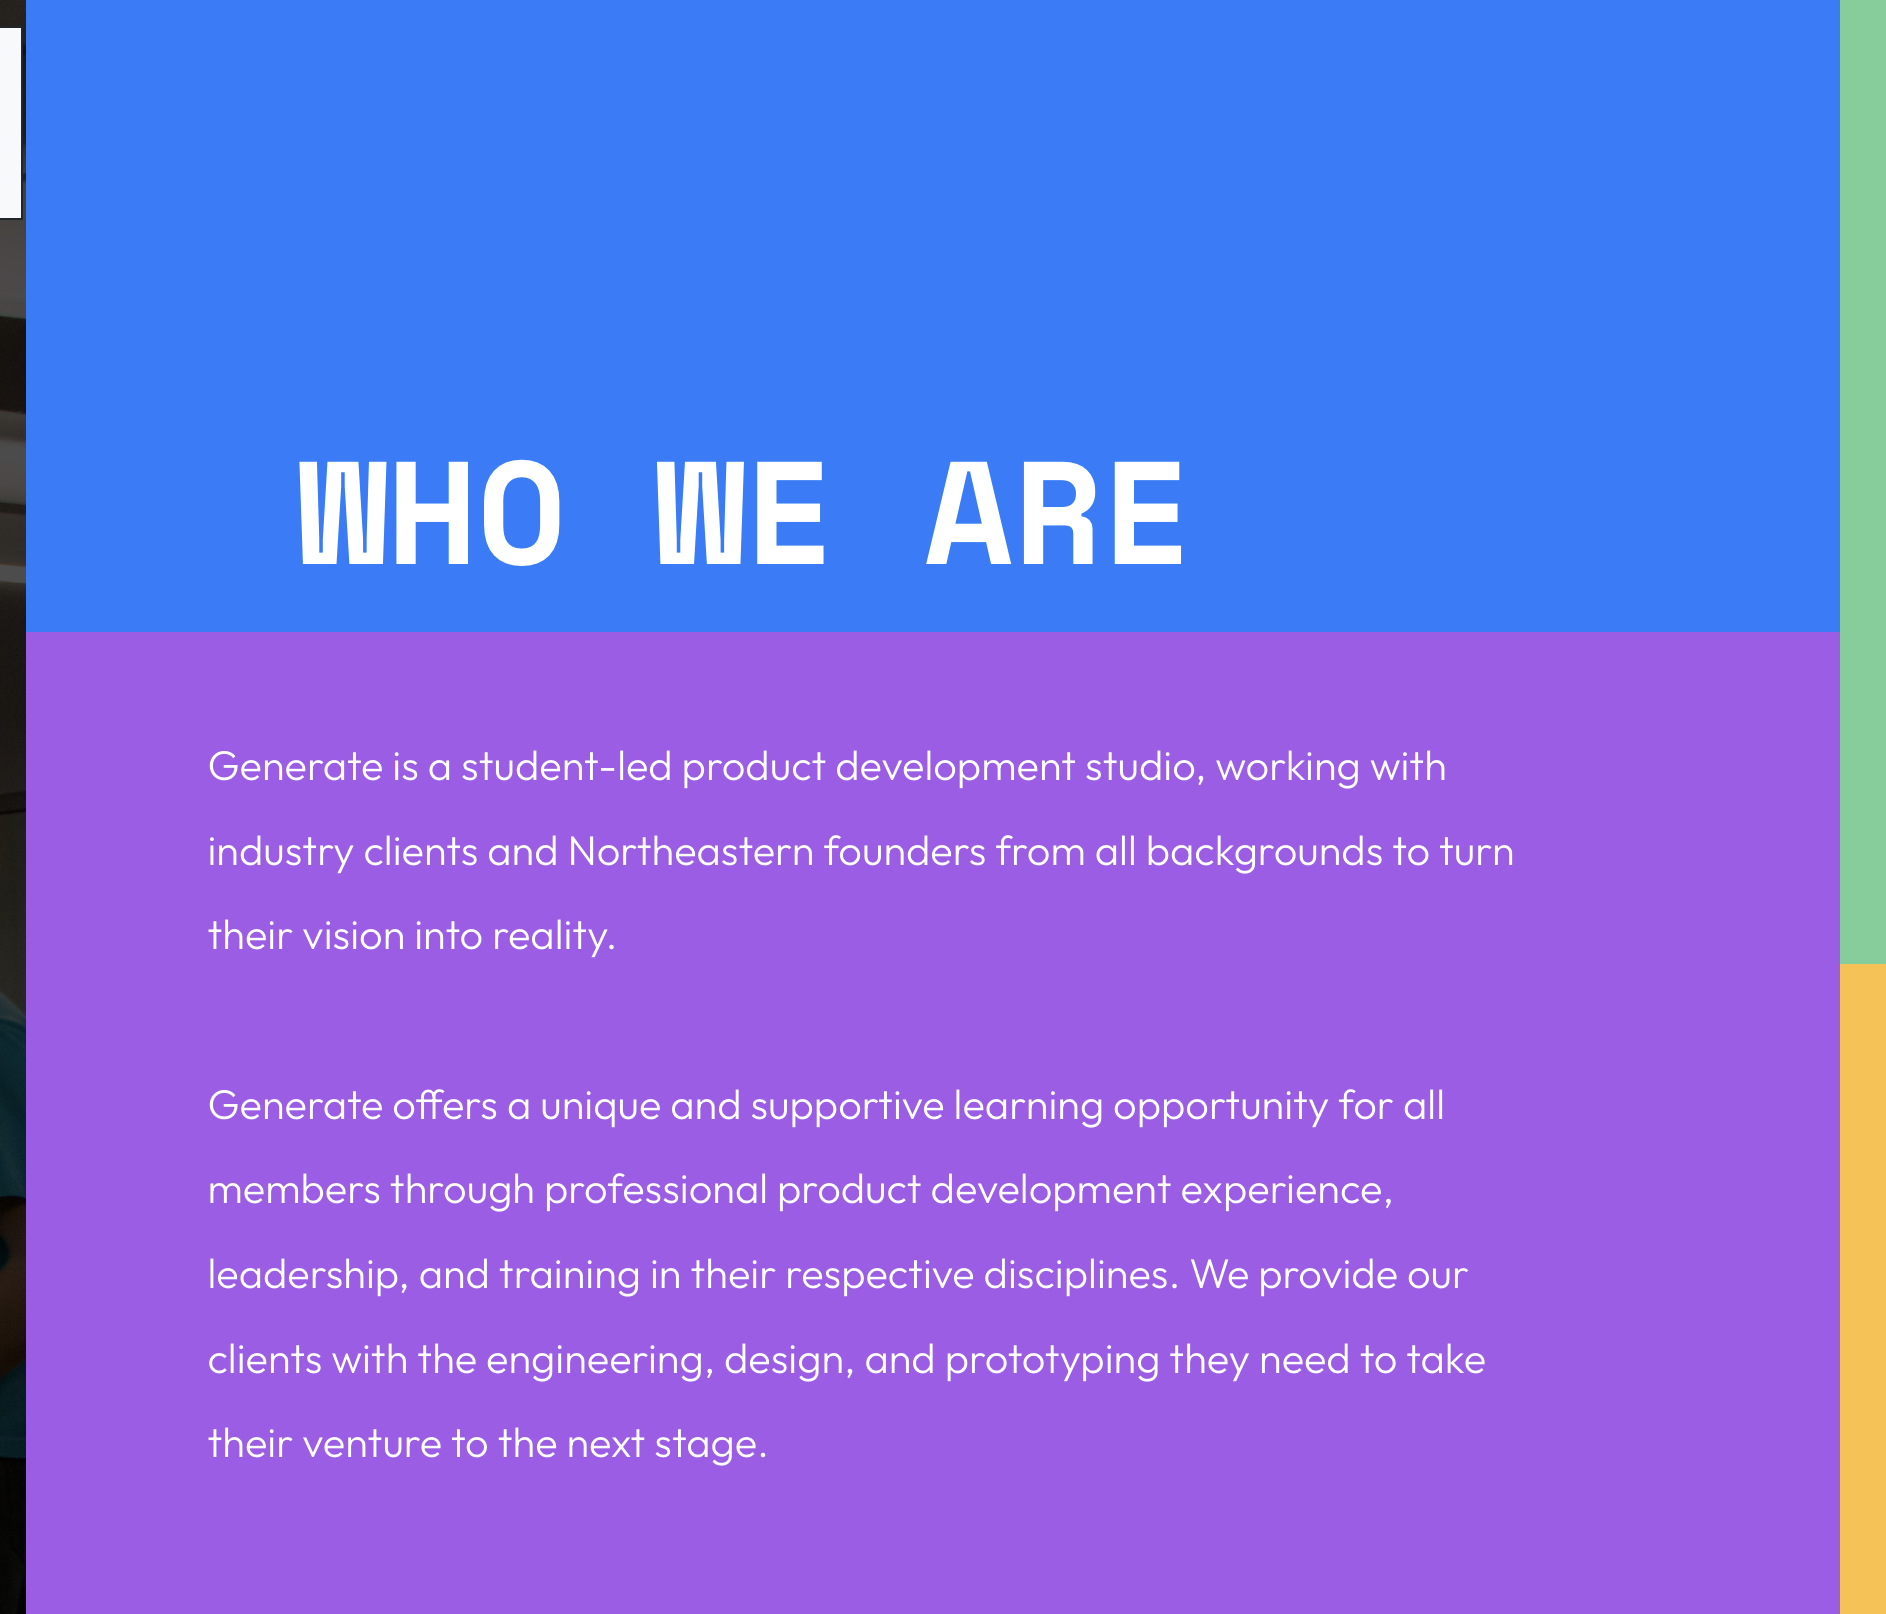 WHO WE ARE
Generate is a student-led product development studio, working with
industry clients and Northeastern founders from all backgrounds to turn
their vision into reality.
Generate offers a unique and supportive learning opportunity for all
members through professional product development experience,
leadership, and training in their respective disciplines. We provide our
clients with the engineering, design, and prototyping they need to take
their venture to the next stage.